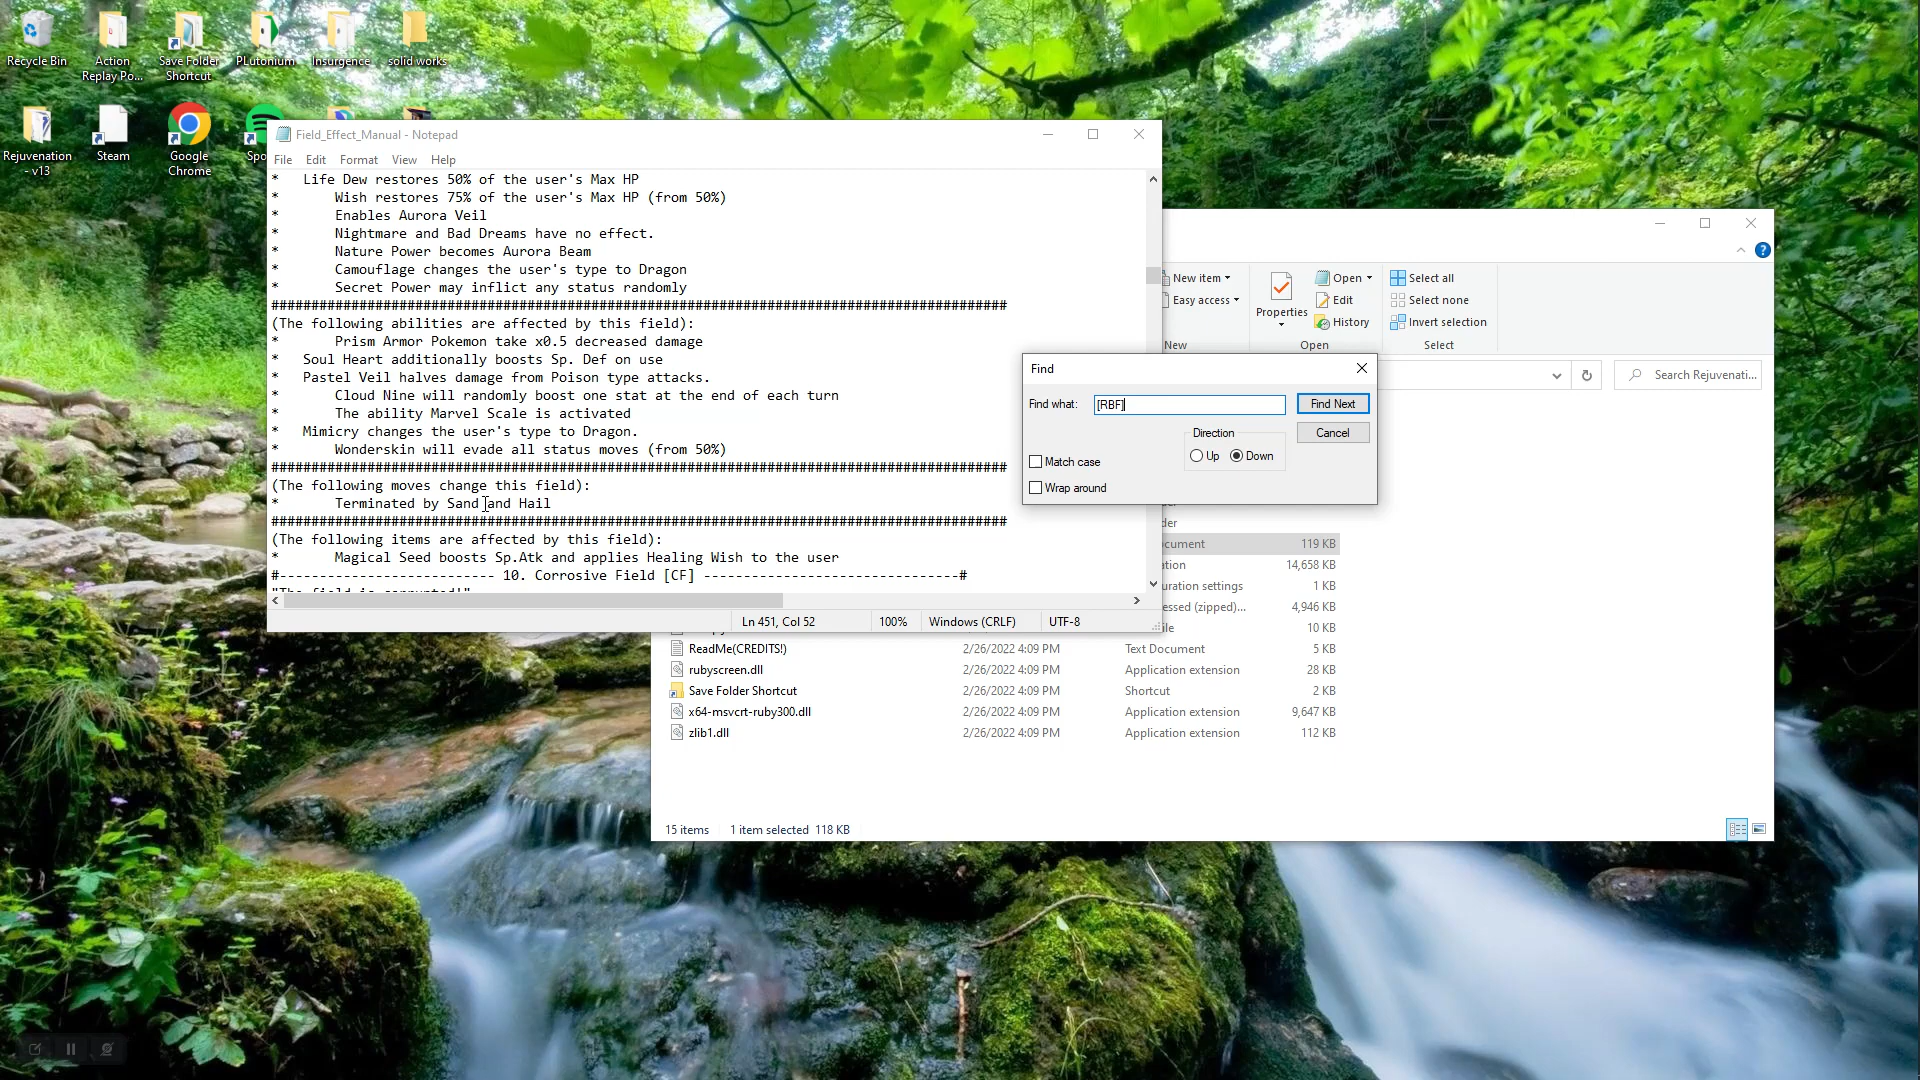 Recycle Bin
Action
Replay Po...
Save Folder
Shortcut
PLutonium
Insurgence
solid works
Rejuvenation
- v13
Steam
Google
Chrome
Field_Effect_Manual - Notepad
File Edit Format View Help
* Life Dew restores 50% of the user's Max HP
* Wish restores 75% of the user's Max HP (from 50%)
* Enables Aurora Veil
* Nightmare and Bad Dreams have no effect.
* Nature Power becomes Aurora Beam
* Camouflage changes the user's type to Dragon
* Secret Power may inflict any status randomly
############################################################################################
(The following abilities are affected by this field):
* Prism Armor Pokemon take x0.5 decreased damage
* Soul Heart additionally boosts Sp. Def on use
* Pastel Veil halves damage from Poison type attacks.
* Cloud Nine will randomly boost one stat at the end of each turn
* The ability Marvel Scale is activated
* Mimicry changes the user's type to Dragon.
* Wonderskin will evade all status moves (from 50%)
############################################################################################
(The following moves change this field):
* Terminated by Sand and Hail
############################################################################################
(The following items are affected by this field):
* Magical Seed boosts Sp.Atk and applies Healing Wish to the user
#--------------------------- 10. Corrosive Field [CF] --------------------------------#
Ln 451, Col 52 100% Windows (CRLF) UTF-8
Find
Find what: [RBF]
Find Next
Cancel
Direction
Up Down
Match case
Wrap around
New item
Easy access
New
Properties
Open
Edit
History
Open
Select all
Select none
Invert selection
Select
Search Rejuvenati...
119 KB
14,658 KB
1 KB
4,946 KB
10 KB
ReadMe(CREDITS!) 2/26/2022 4:09 PM Text Document 5 KB
rubyscreen.dll 2/26/2022 4:09 PM Application extension 28 KB
Save Folder Shortcut 2/26/2022 4:09 PM Shortcut 2 KB
x64-msvcrt-ruby300.dll 2/26/2022 4:09 PM Application extension 9,647 KB
zlib1.dll 2/26/2022 4:09 PM Application extension 112 KB
15 items 1 item selected 118 KB